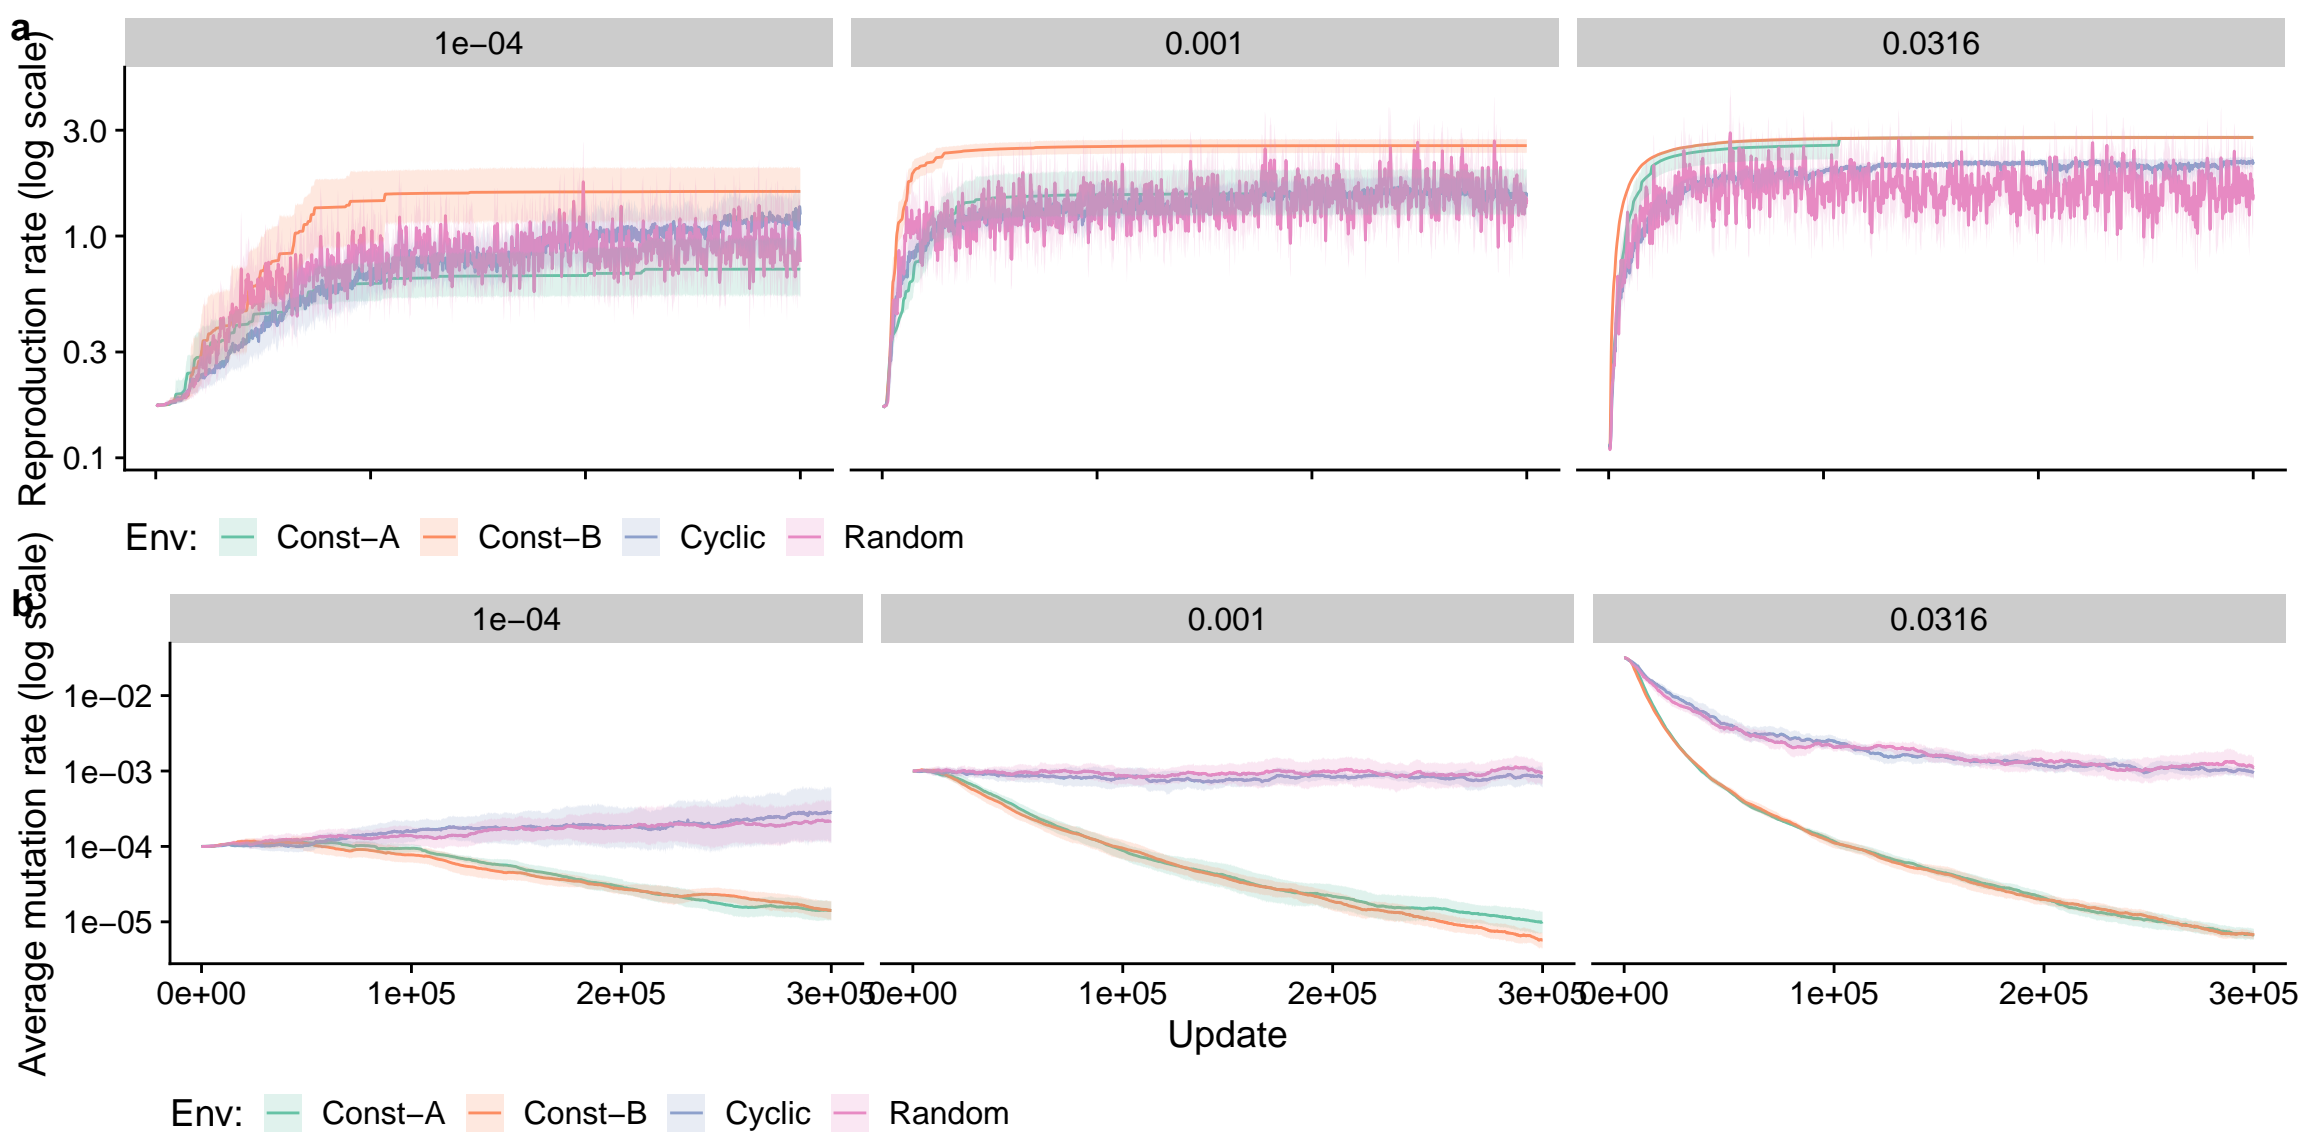 a
1e−04 0.001 0.0316
Reproduction rate (log scale)
3.0
1.0
0.3
0.1
Env: Const−A Const−B Cyclic Random
b
1e−04 0.001 0.0316
Average mutation rate (log scale)
1e−02
1e−03
1e−04
1e−05
0e+00 1e+05 2e+05 3e+05 0e+00 1e+05 2e+05 3e+05 0e+00 1e+05 2e+05 3e+05
Update
Env: Const−A Const−B Cyclic Random